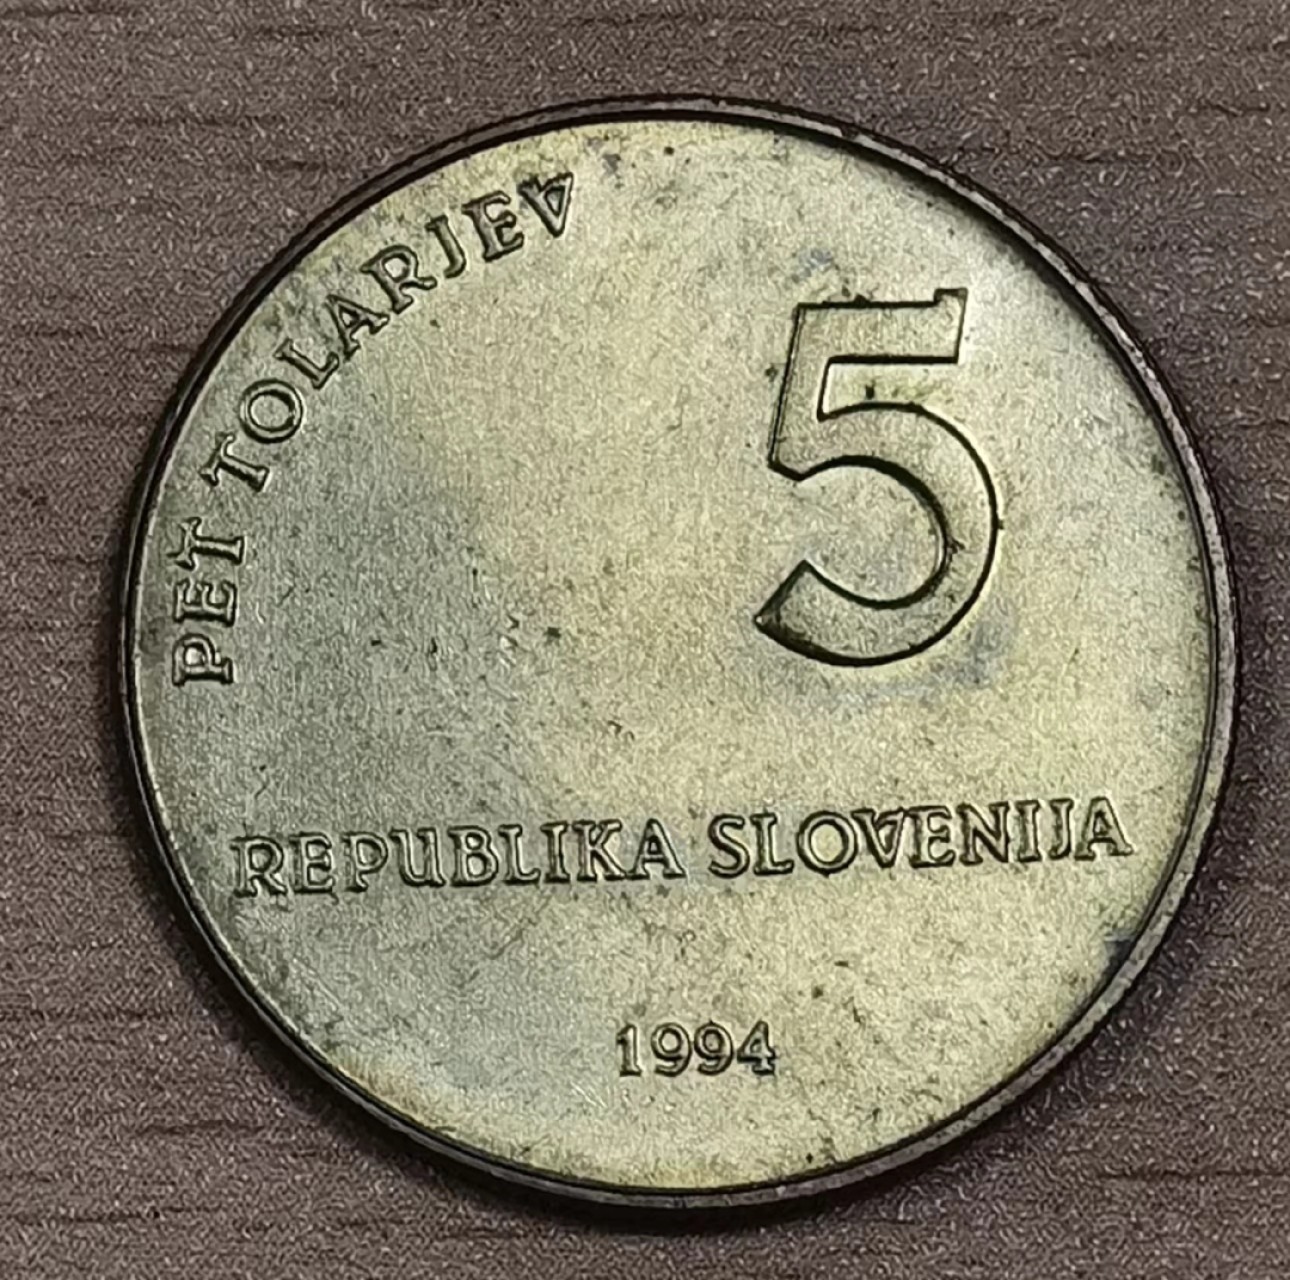 PET TOLARJEV
5
REPUBLIKA SLOVENIJA
1994